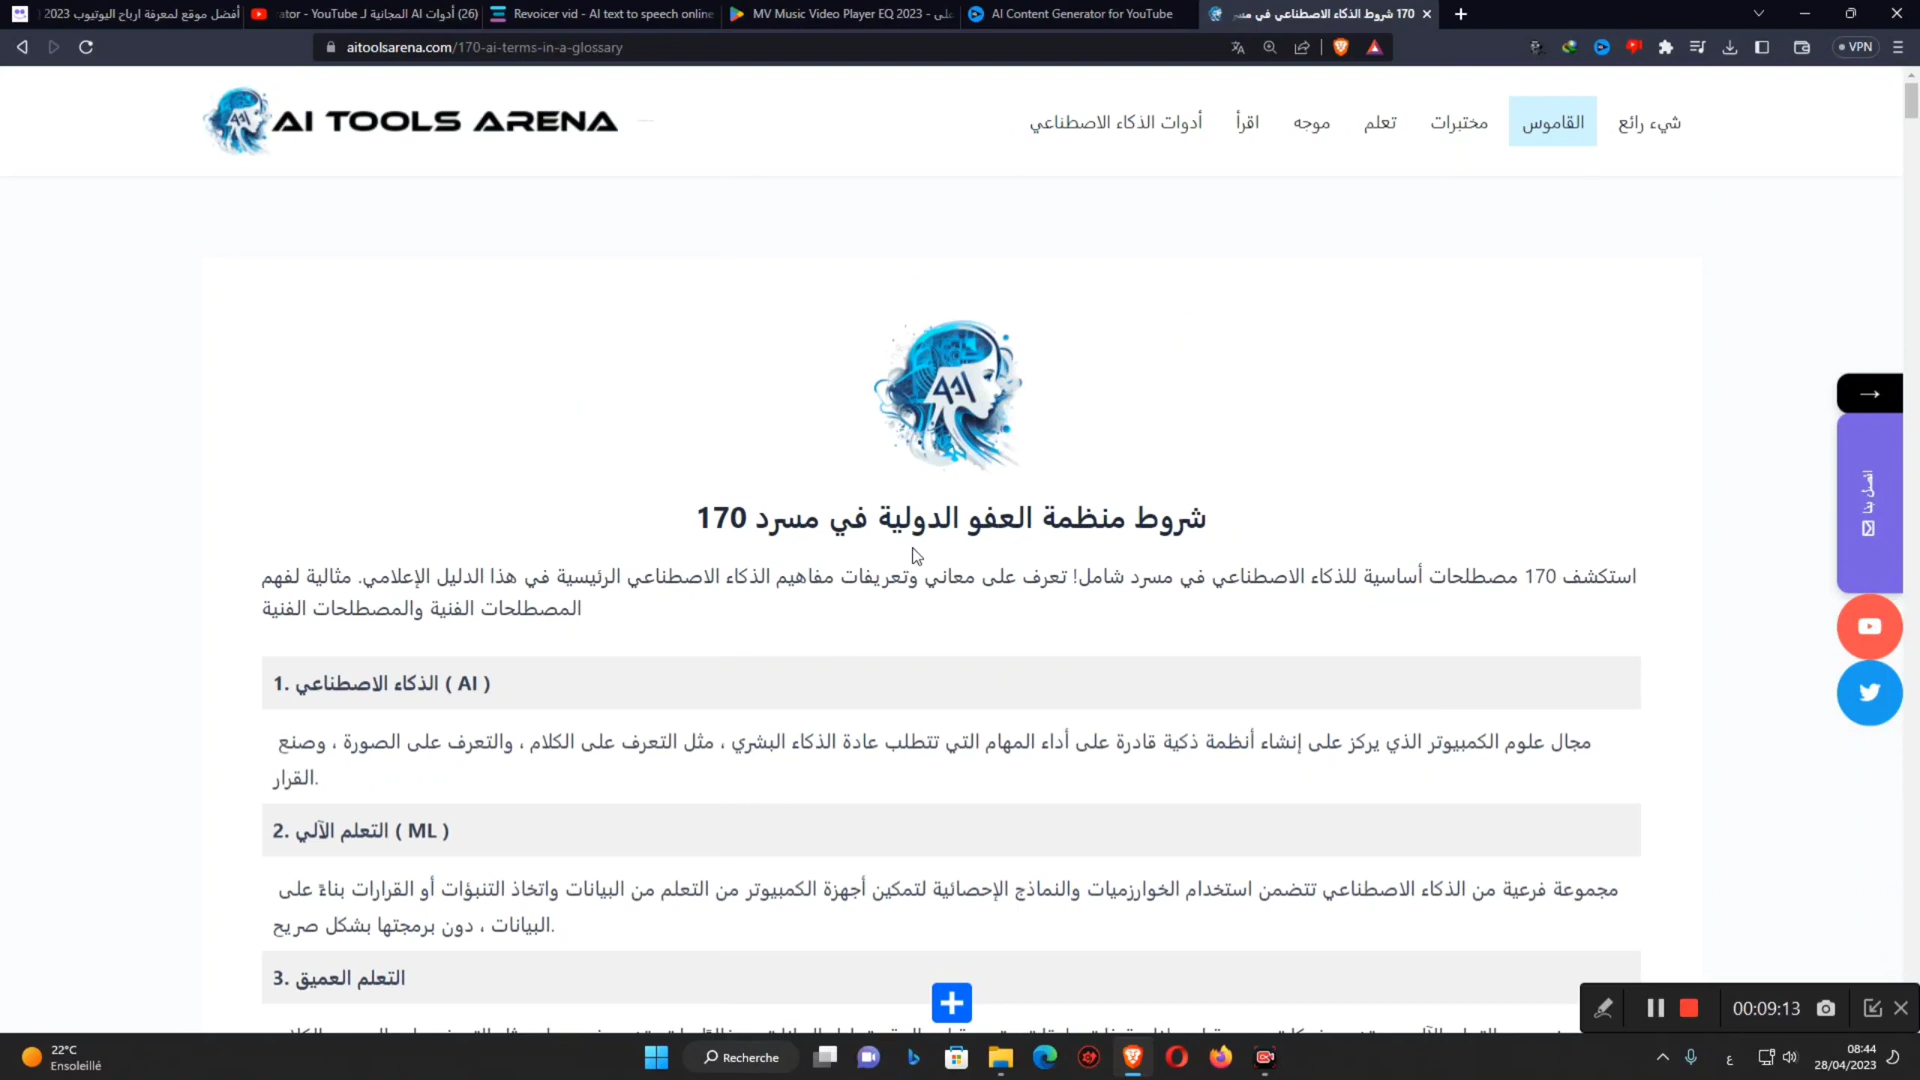 أفضل موقع لمعرفة ارباح اليوتيوب 2023
(26) أدوات AI المجانية لـ YouTube - ator
Revoicer vid - AI text to speech online
MV Music Video Player EQ 2023 - على
AI Content Generator for YouTube
170 شروط الذكاء الاصطناعي في مسر
aitoolsarena.com/170-ai-terms-in-a-glossary
VPN
AI TOOLS ARENA
شيء رائع
القاموس
مختبرات
تعلم
موجه
اقرأ
أدوات الذكاء الاصطناعي
شروط منظمة العفو الدولية في مسرد 170
استكشف 170 مصطلحات أساسية للذكاء الاصطناعي في مسرد شامل! تعرف على معاني وتعريفات مفاهيم الذكاء الاصطناعي الرئيسية في هذا الدليل الإعلامي. مثالية لفهم
المصطلحات الفنية والمصطلحات الفنية
1. الذكاء الاصطناعي ( AI )
مجال علوم الكمبيوتر الذي يركز على إنشاء أنظمة ذكية قادرة على أداء المهام التي تتطلب عادة الذكاء البشري ، مثل التعرف على الكلام ، والتعرف على الصورة ، وصنع
القرار.
2. التعلم الآلي ( ML )
مجموعة فرعية من الذكاء الاصطناعي تتضمن استخدام الخوارزميات والنماذج الإحصائية لتمكين أجهزة الكمبيوتر من التعلم من البيانات واتخاذ التنبؤات أو القرارات بناءً على
البيانات ، دون برمجتها بشكل صريح.
3. التعلم العميق
اتصل بنا
00:09:13
22°C
Ensoleillé
Recherche
ع
08:44
28/04/2023